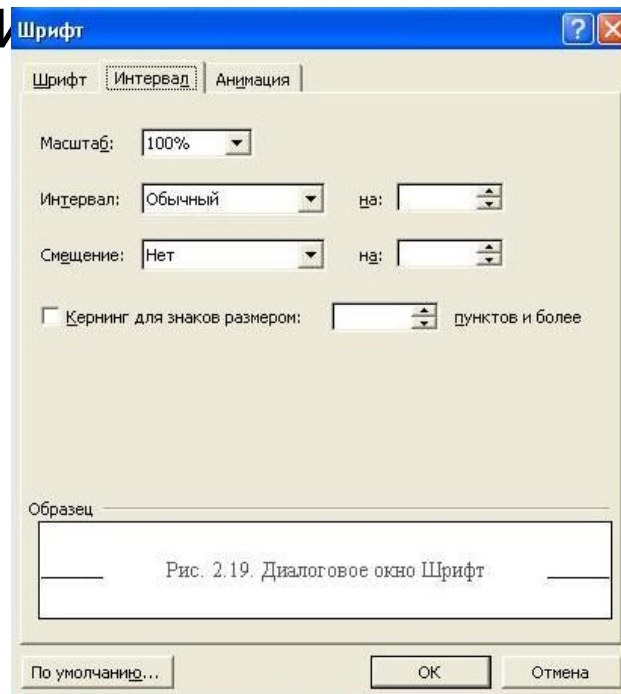 Шрифт
Шрифт Интервал Анимация
Масштаб: 100%
Интервал: Обычный на:
Смещение: Нет на:
Кернинг для знаков размером: пунктов и более
Образец
Рис. 2.19. Диалоговое окно Шрифт
По умолчанию... ОК Отмена